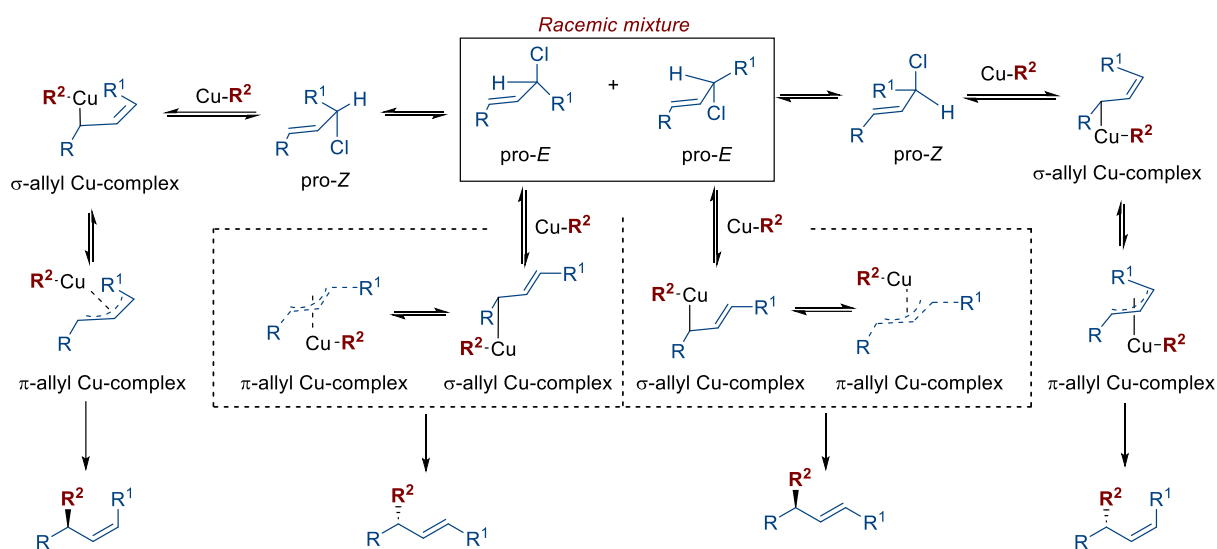 Racemic mixture
Cl
H
R¹
R
+
H
R¹
Cl
R
pro-E
pro-E
R²
Cu
R¹
R
σ-allyl Cu-complex
Cu-R²
R¹
H
R
Cl
pro-Z
Cl
R¹
H
R
pro-Z
Cu-R²
R¹
R
Cu-R²
σ-allyl Cu-complex
Cu-R²
Cu-R²
R²-Cu
R¹
R
π-allyl Cu-complex
R¹
R
Cu-R²
π-allyl Cu-complex
R¹
R
R²-Cu
σ-allyl Cu-complex
R²-Cu
R¹
R
σ-allyl Cu-complex
R²-Cu
R¹
R
π-allyl Cu-complex
R¹
R
Cu-R²
π-allyl Cu-complex
R²
R¹
R
R²
R
R¹
R²
R
R¹
R²
R¹
R